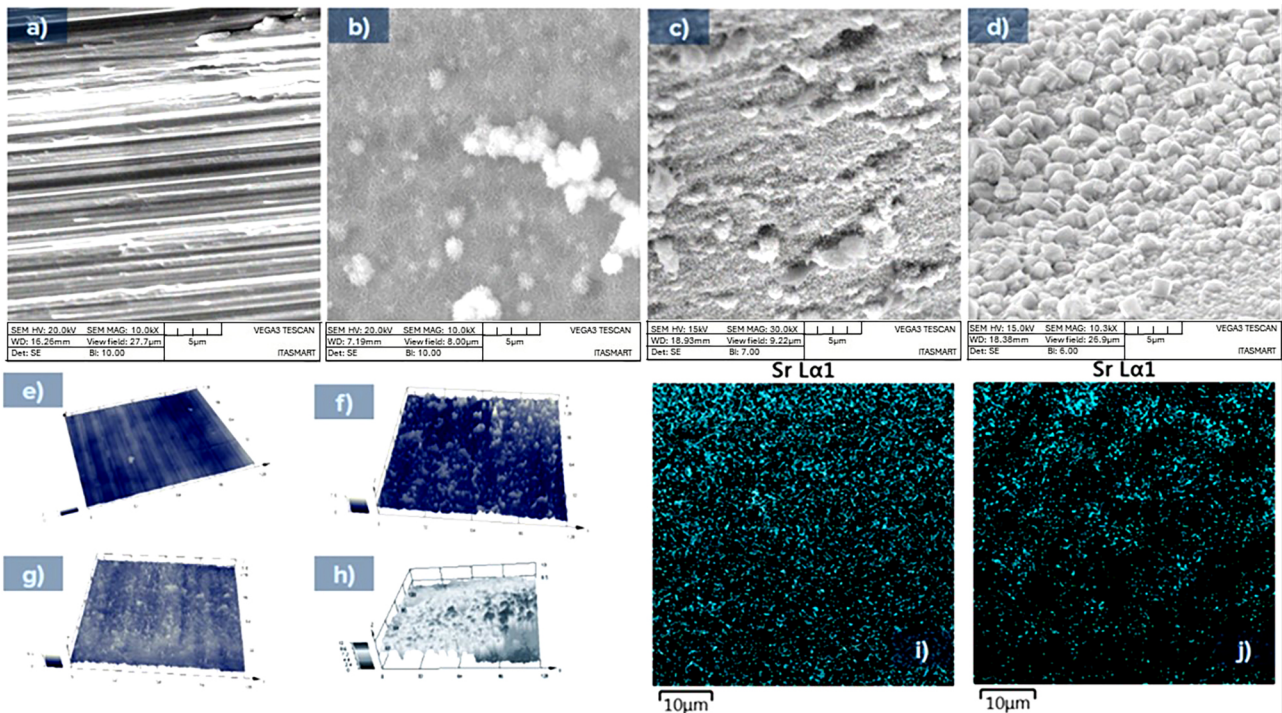 a)
b)
c)
d)
SEM HV: 20.0kV SEM MAG: 10.0kX
WD: 16.26mm View field: 27.7µm 5µm VEGA3 TESCAN
Det: SE BI: 10.00 ITASMART
SEM HV: 20.0kV SEM MAG: 10.0kX
WD: 7.19mm View field: 8.00µm 5µm VEGA3 TESCAN
Det: SE BI: 10.00 ITASMART
SEM HV: 15kV SEM MAG: 30.0kX
WD: 18.93mm View field: 9.22µm 5µm VEGA3 TESCAN
Det: SE BI: 7.00 ITASMART
SEM HV: 15.0kV SEM MAG: 10.3kX
WD: 18.38mm View field: 26.9µm 5µm VEGA3 TESCAN
Det: SE BI: 6.00 ITASMART
e)
f)
g)
h)
Sr Lα1
i)
10µm
Sr Lα1
j)
10µm